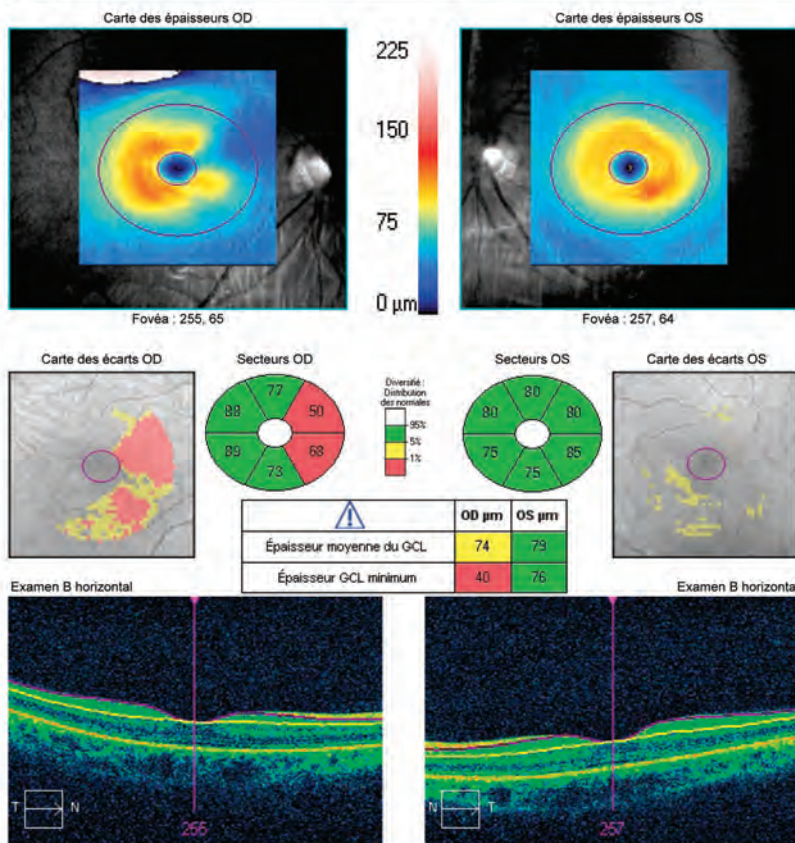 Carte des épaisseurs OD
Carte des épaisseurs OS
225
150
75
0 µm
Fovéa : 255, 65
Fovéa : 257, 64
Carte des écarts OD
Secteurs OD
Diversifié :
Distribution
des normales
95%
5%
1%
Secteurs OS
Carte des écarts OS
77
50
68
73
89
80
80
85
75
75
80
OD µm
OS µm
Épaisseur moyenne du GCL
74
79
Épaisseur GCL minimum
40
76
Examen B horizontal
Examen B horizontal
T
N
255
N
T
257